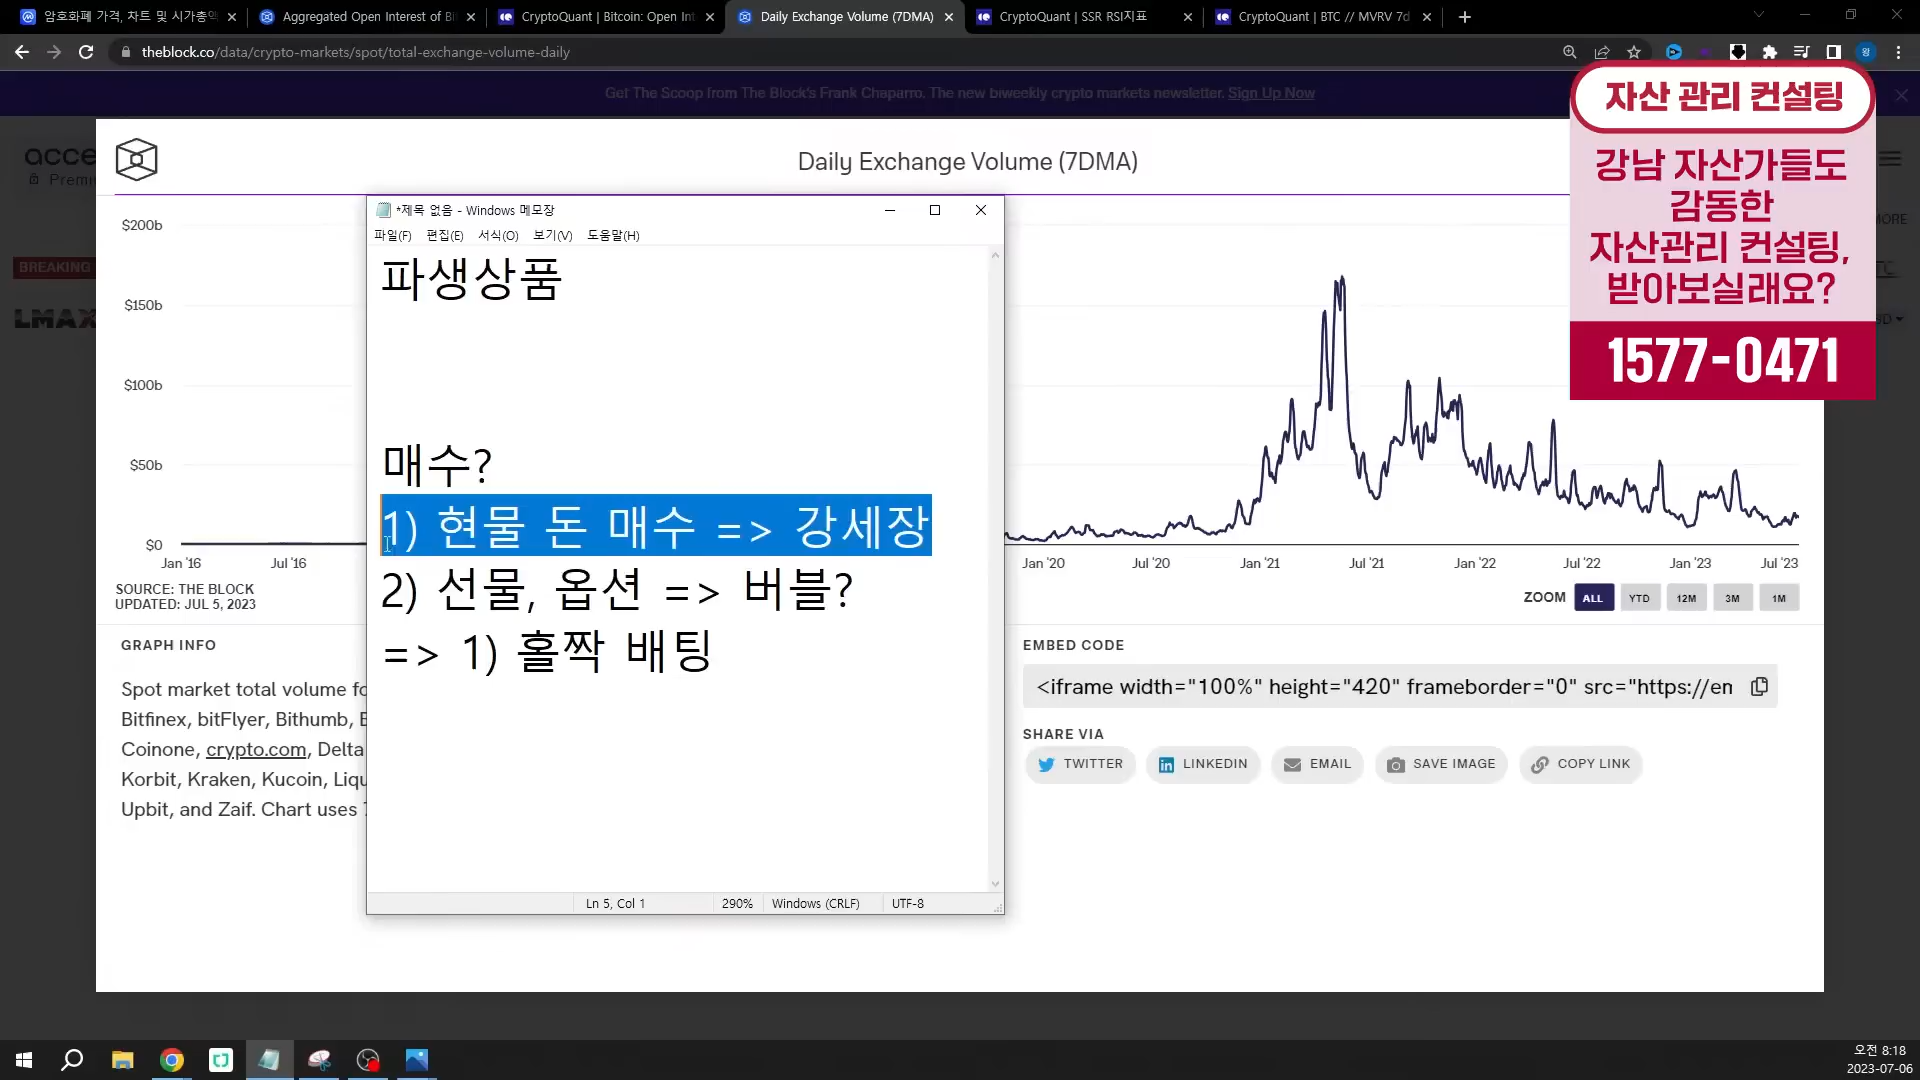 암호화폐 가격, 차트 및 시가총액
Aggregated Open Interest of Bi
CryptoQuant | Bitcoin: Open Int
Daily Exchange Volume (7DMA)
CryptoQuant | SSR RSI지표
CryptoQuant | BTC // MVRV 7d
theblock.co/data/crypto-markets/spot/total-exchange-volume-daily
Get The Scoop from The Block's Frank Chaparro. The new biweekly crypto markets newsletter. Sign Up Now
자산 관리 컨설팅
강남 자산가들도
감동한
자산관리 컨설팅,
받아보실래요?
1577-0471
acce
Premi
BREAKING
LMAX
MORE
Daily Exchange Volume (7DMA)
$200b
$150b
$100b
$50b
$0
Jan '16
Jul '16
Jan '20
Jul '20
Jan '21
Jul '21
Jan '22
Jul '22
Jan '23
Jul '23
SOURCE: THE BLOCK
UPDATED: JUL 5, 2023
ZOOM ALL YTD 12M 3M 1M
*제목 없음 - Windows 메모장
파일(F) 편집(E) 서식(O) 보기(V) 도움말(H)
파생상품
매수?
1) 현물 돈 매수 => 강세장
2) 선물, 옵션 => 버블?
=> 1) 홀짝 배팅
Ln 5, Col 1 290% Windows (CRLF) UTF-8
GRAPH INFO
Spot market total volume fo
Bitfinex, bitFlyer, Bithumb, B
Coinone, crypto.com, Delta
Korbit, Kraken, Kucoin, Liqu
Upbit, and Zaif. Chart uses 7
EMBED CODE
<iframe width="100%" height="420" frameborder="0" src="https://em
SHARE VIA
TWITTER
LINKEDIN
EMAIL
SAVE IMAGE
COPY LINK
오전 8:18
2023-07-06